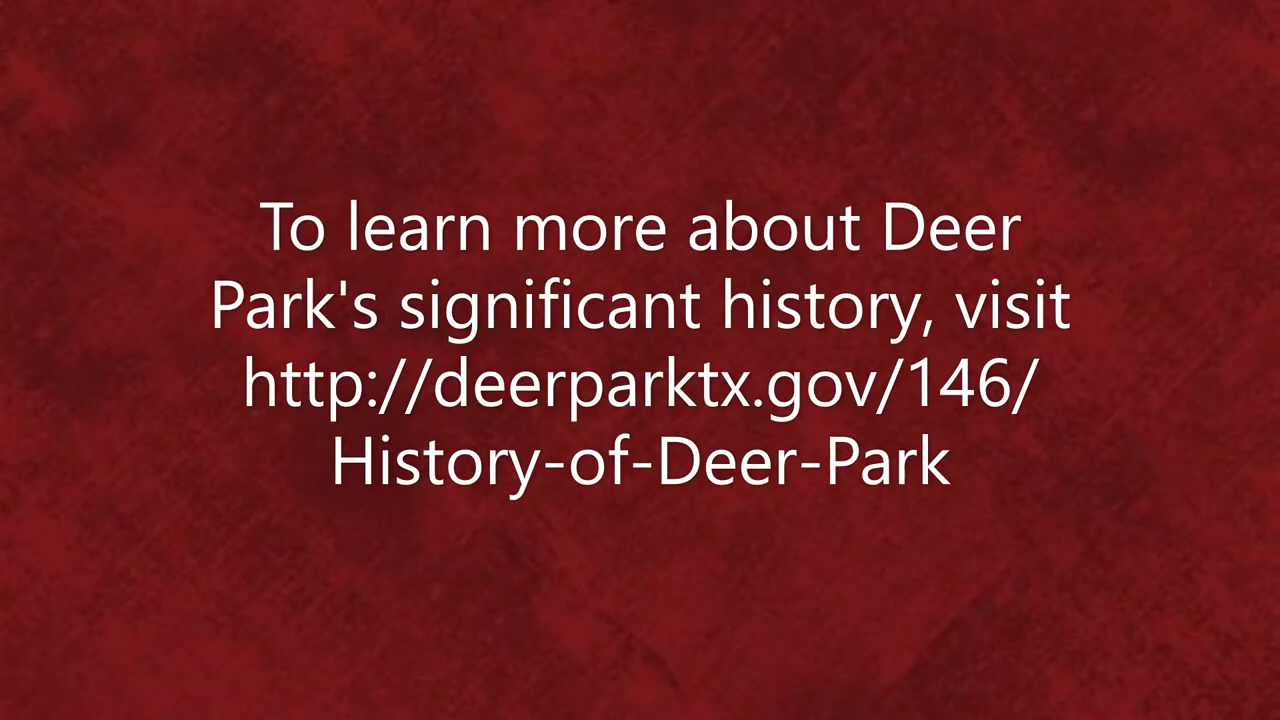 To learn more about Deer
Park's significant history, visit
http://deerparktx.gov/146/
History-of-Deer-Park